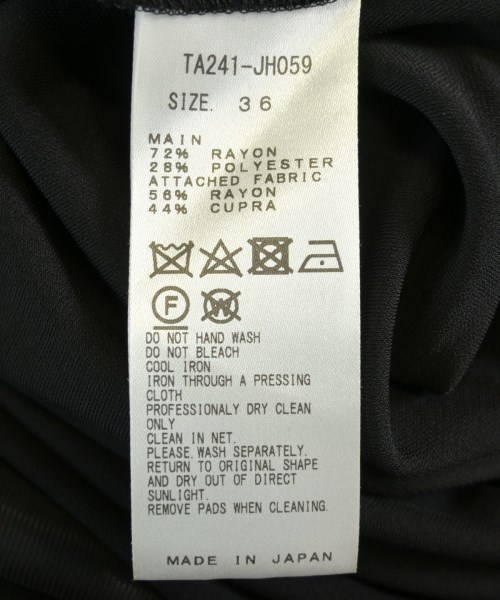 TA241-JH059
SIZE. 36
MAIN
72% RAYON
28% POLYESTER
ATTACHED FABRIC
56% RAYON
44% CUPRA
F W
DO NOT HAND WASH
DO NOT BLEACH
COOL IRON
IRON THROUGH A PRESSING
CLOTH
PROFESSIONALY DRY CLEAN
ONLY
CLEAN IN NET.
PLEASE.WASH SEPARATELY.
RETURN TO ORIGINAL SHAPE
AND DRY OUT OF DIRECT
SUNLIGHT.
REMOVE PADS WHEN CLEANING.
MADE IN JAPAN